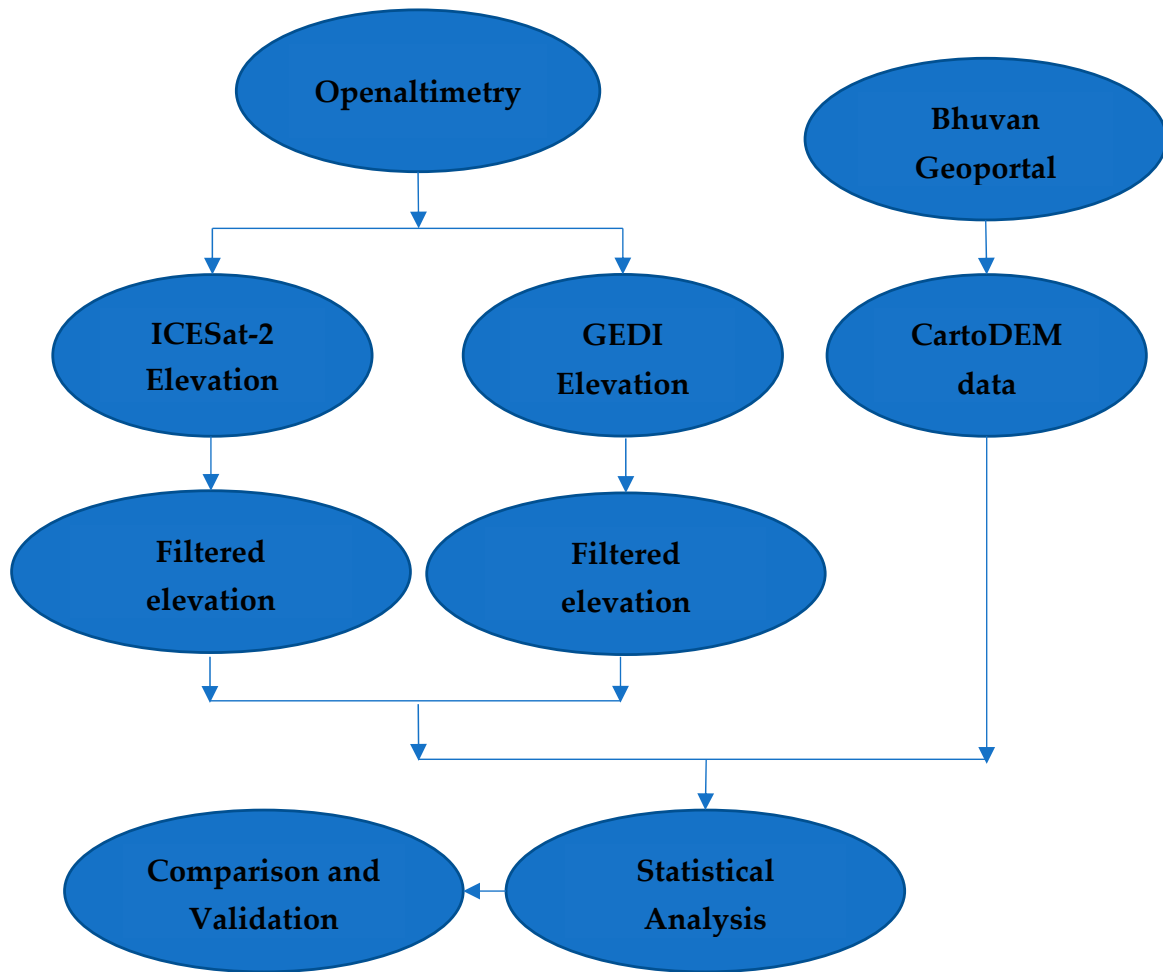 Openaltimetry
Bhuvan
Geoportal
ICESat-2
Elevation
GEDI
Elevation
CartoDEM
data
Filtered
elevation
Filtered
elevation
Comparison and
Validation
Statistical
Analysis